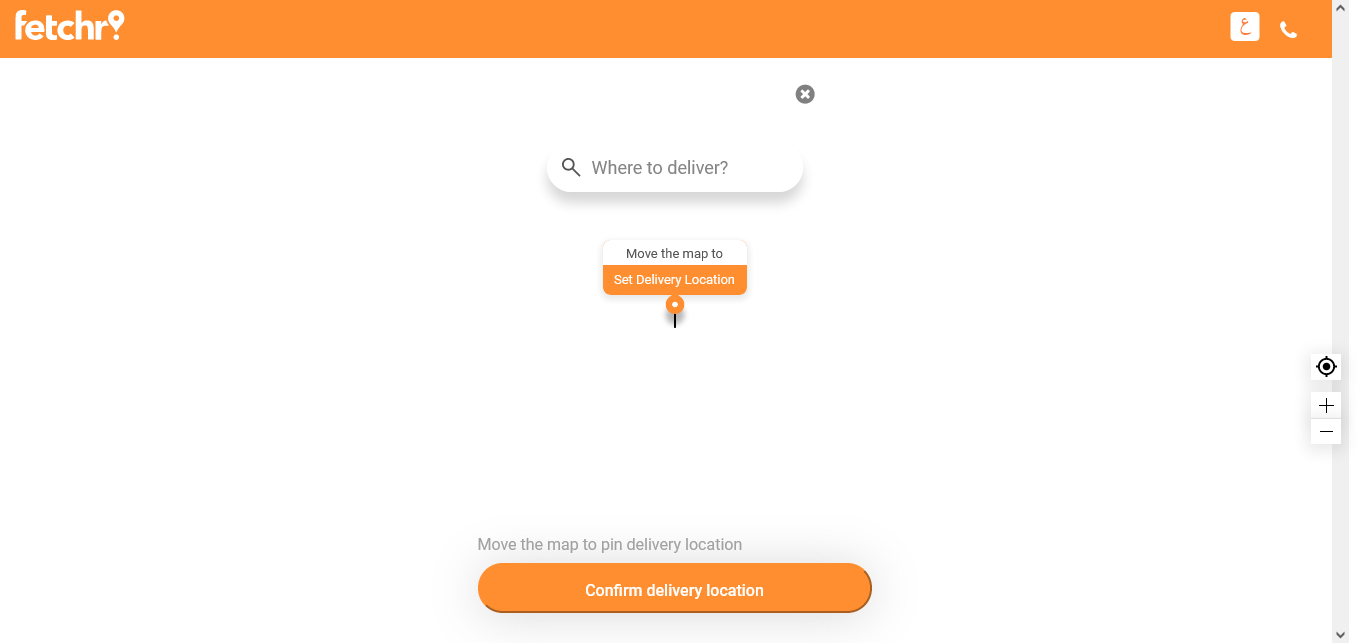 fetchr
ع
Where to deliver?
Move the map to
Set Delivery Location
Move the map to pin delivery location
Confirm delivery location